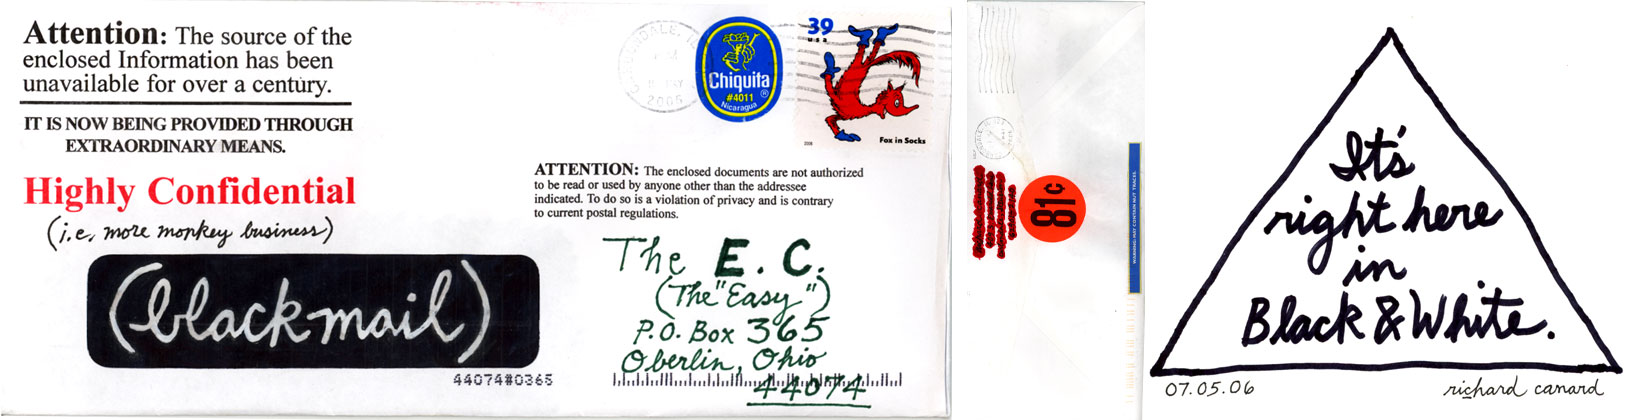 Attention: The source of the
enclosed Information has been
unavailable for over a century.
IT IS NOW BEING PROVIDED THROUGH
EXTRAORDINARY MEANS.
Highly Confidential
(i.e, more monkey business)
(blackmail)
44074#0365
2005
Chiquita
#4011
®
Nicaragua
39
USA
Fox in Socks
ATTENTION: The enclosed documents are not authorized
to be read or used by anyone other than the addressee
indicated. To do so is a violation of privacy and is contrary
to current postal regulations.
The E. C.
(The "Easy")
P.O. Box 365
Oberlin, Ohio
44074
81¢
WARNING: MAY CONTAIN NUT TRACES.
It's
right here
in
Black & White.
07.05.06
richard canard